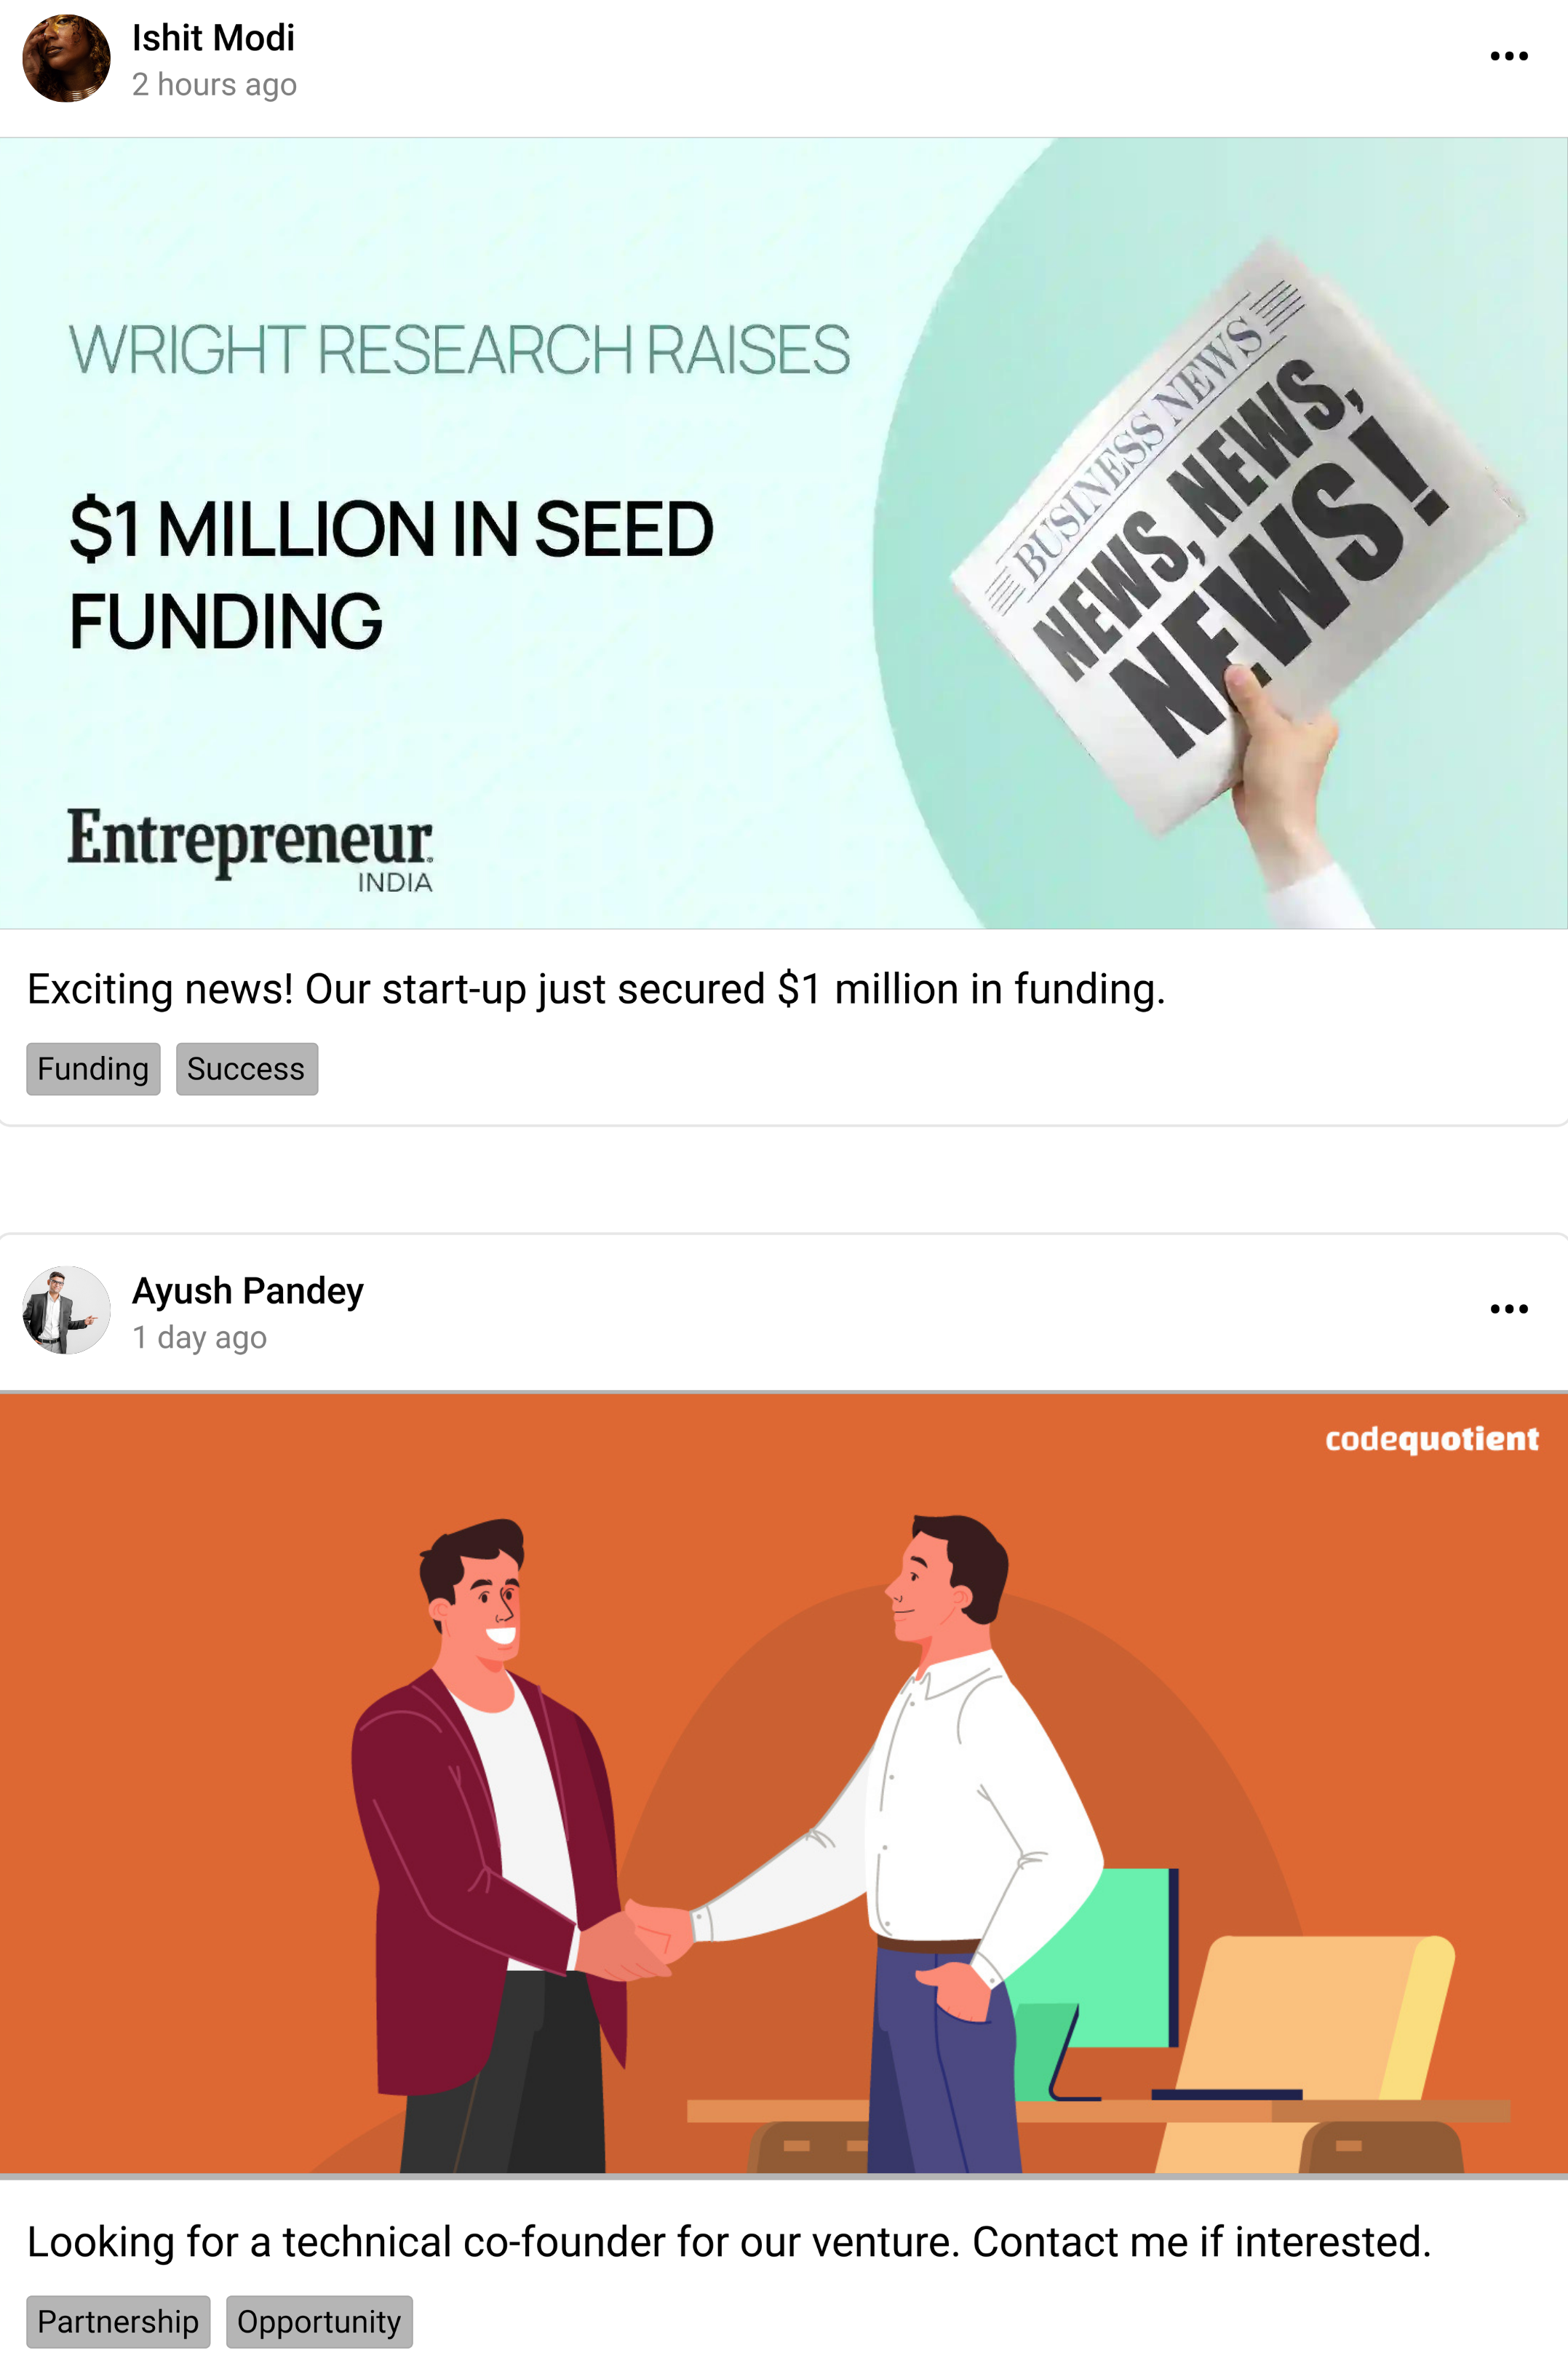 Ishit Modi
2 hours ago
WRIGHT RESEARCH RAISES
$1 MILLION IN SEED
FUNDING
Entrepreneur
INDIA
BUSINESS NEWS
NEWS, NEWS,
NEWS!
Exciting news! Our start-up just secured $1 million in funding.
Funding Success
Ayush Pandey
1 day ago
codequotient
Looking for a technical co-founder for our venture. Contact me if interested.
Partnership Opportunity